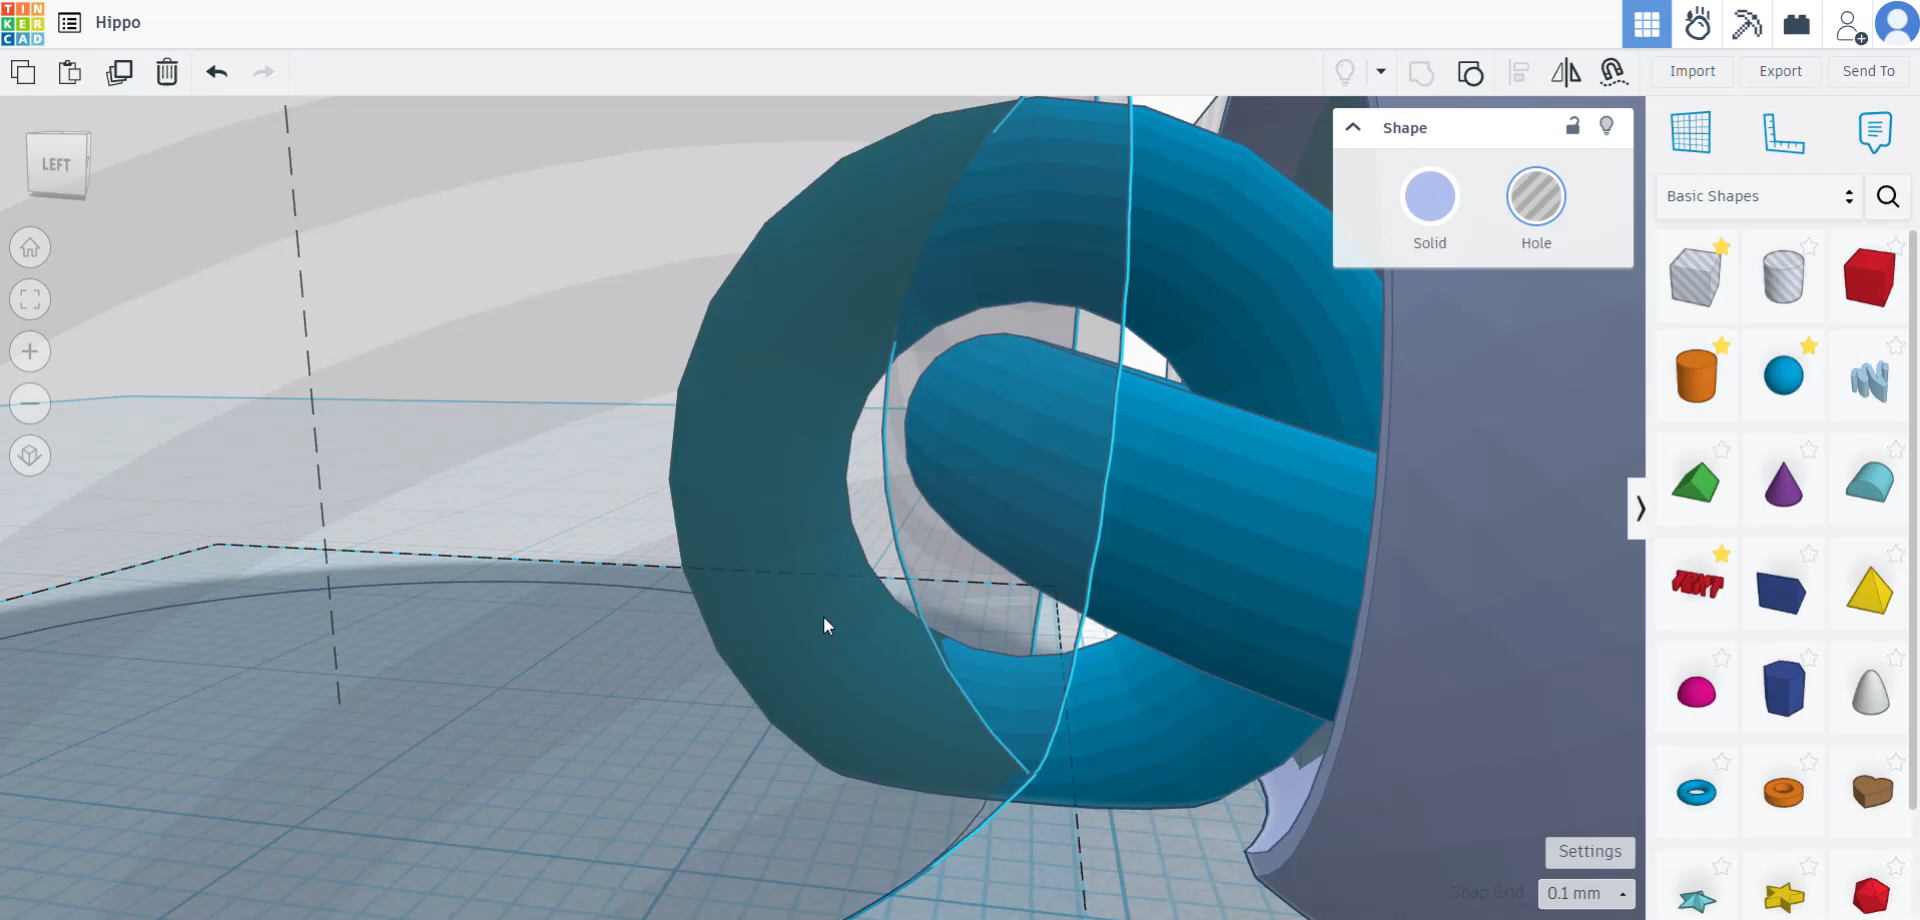 TIN
KER
CAD
Hippo
Import
Export
Send To
LEFT
Shape
Solid
Hole
Basic Shapes
TEXT
Settings
Snap Grid
0.1 mm